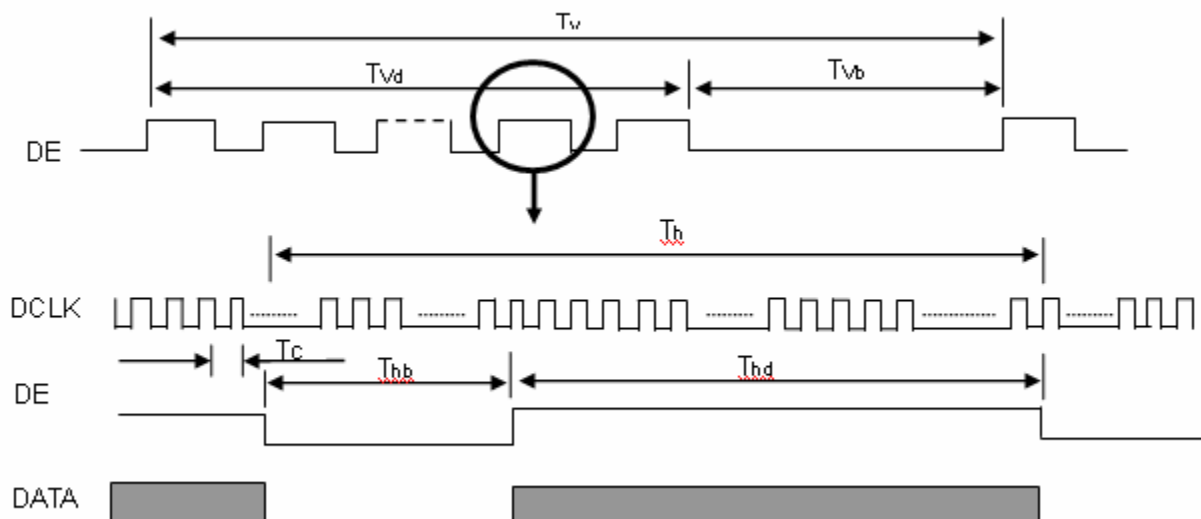 Tv
TVd
TVb
DE
Th
DCLK
TC
Thb
Thd
DE
DATA